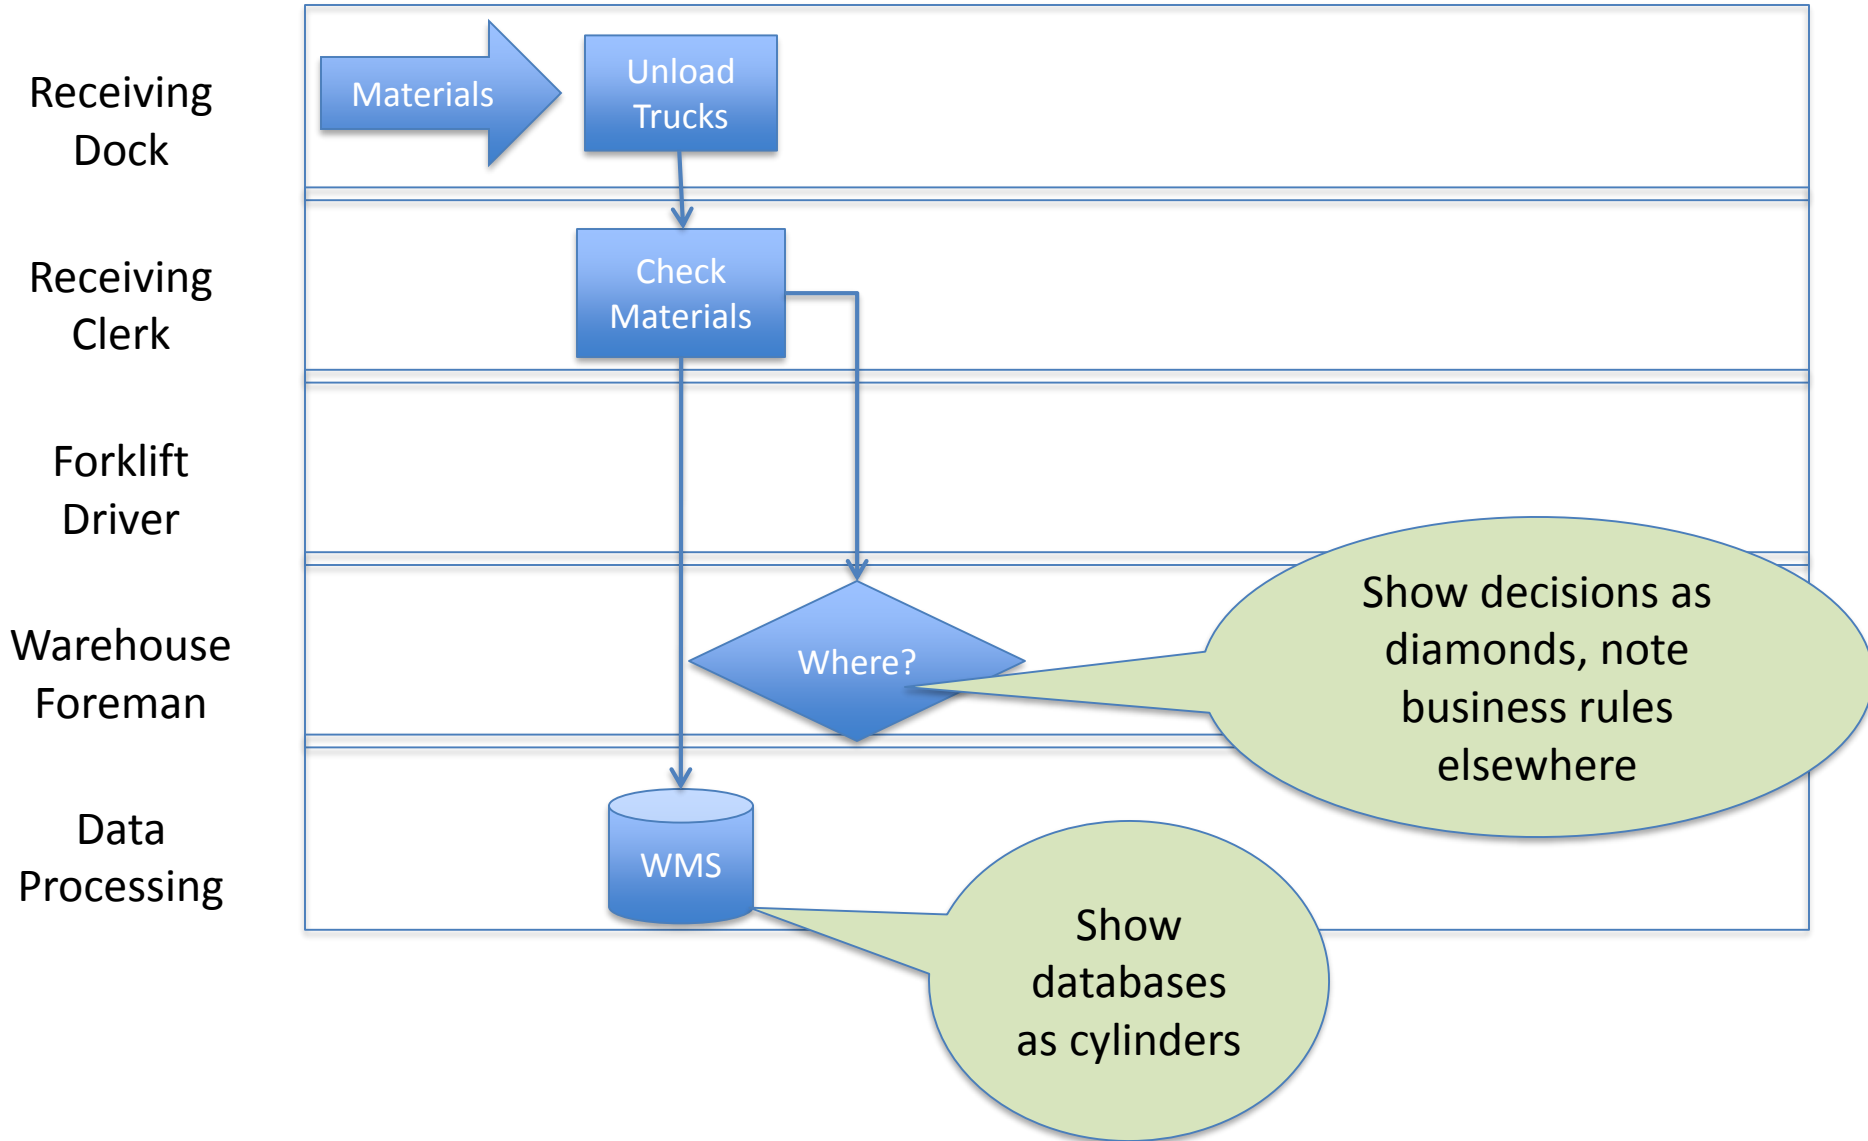 Receiving
Dock
Materials
Unload
Trucks
Receiving
Clerk
Check
Materials
Forklift
Driver
Warehouse
Foreman
Where?
Show decisions as
diamonds, note
business rules
elsewhere
Data
Processing
WMS
Show
databases
as cylinders